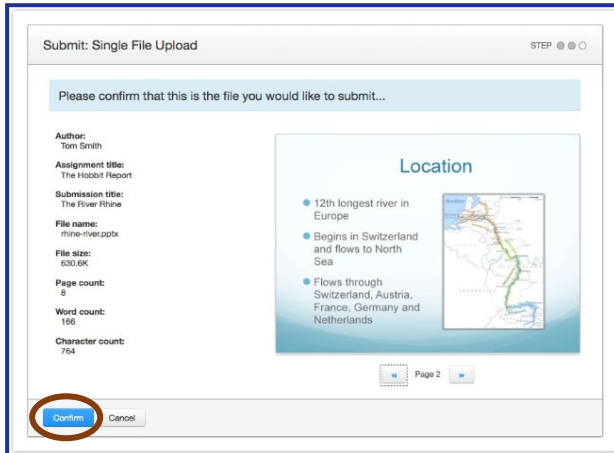 Submit: Single File Upload
STEP
Please confirm that this is the file you would like to submit...
Author:
Tom Smith
Assignment title:
The Hobbit Report
Submission title:
The River Rhine
File name:
rhine-river.pptx
File size:
630.6K
Page count:
8
Word count:
166
Character count:
764
Location
12th longest river in
Europe
Begins in Switzerland
and flows to North
Sea
Flows through
Switzerland, Austria,
France, Germany and
Netherlands
« Page 2 »
Confirm
Cancel